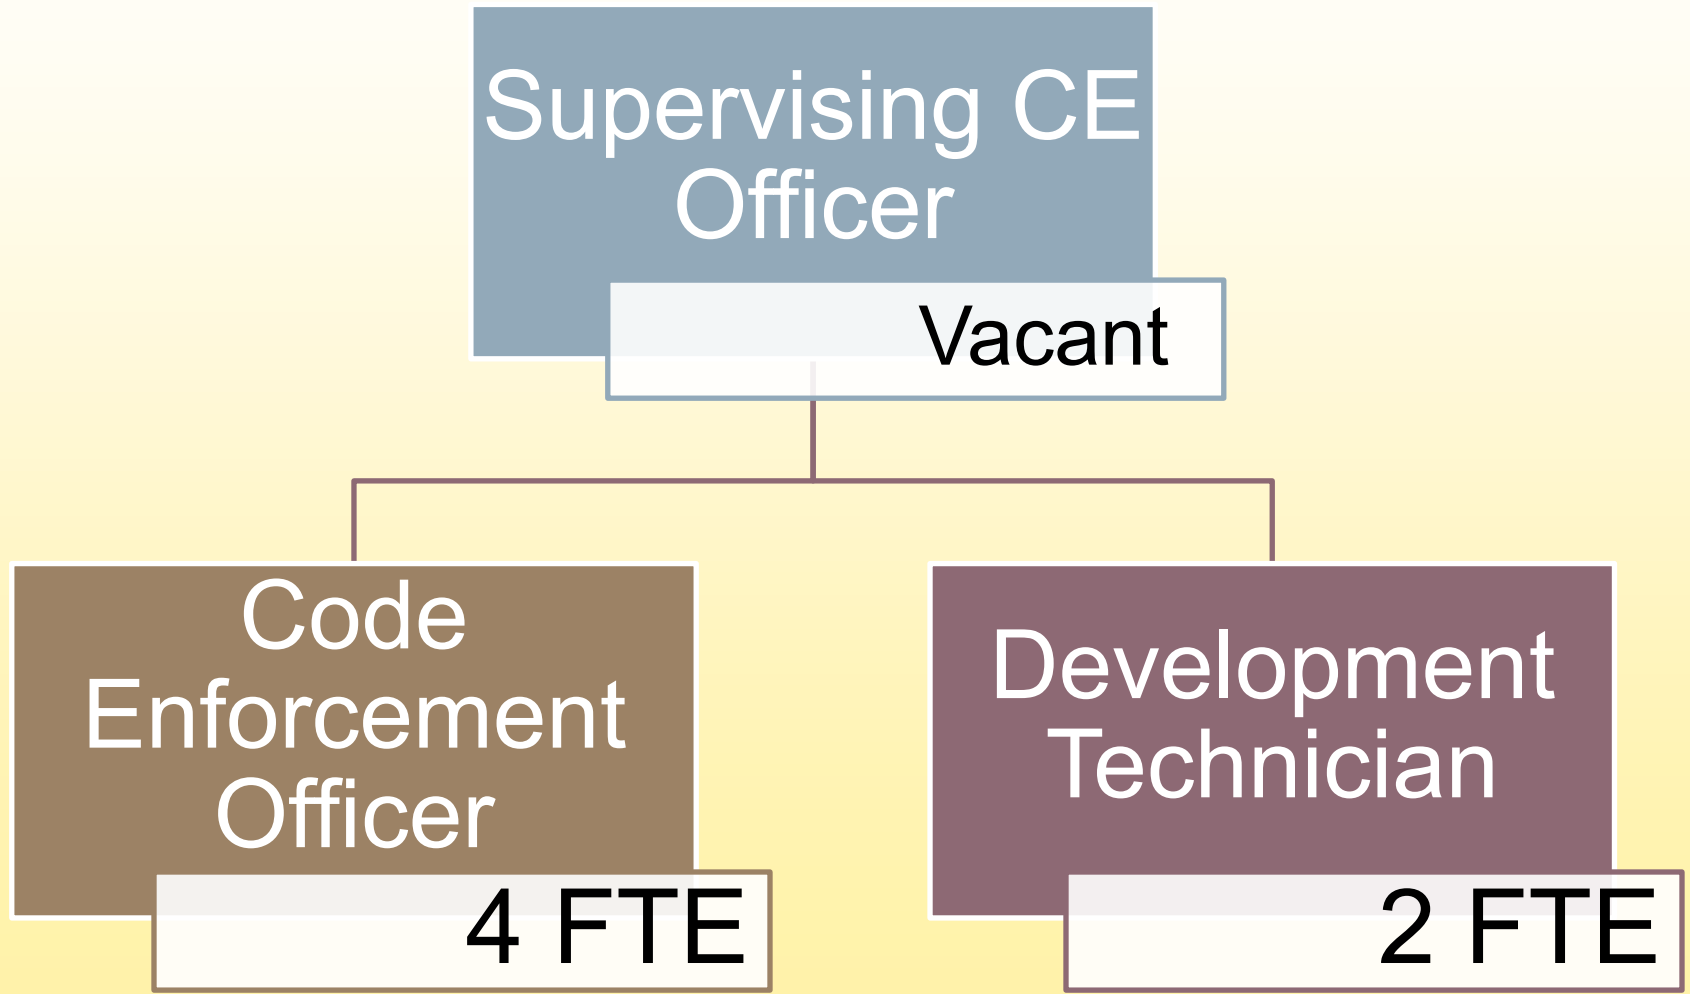 Supervising CE
Officer
Vacant
Code
Enforcement
Officer
4 FTE
Development
Technician
2 FTE